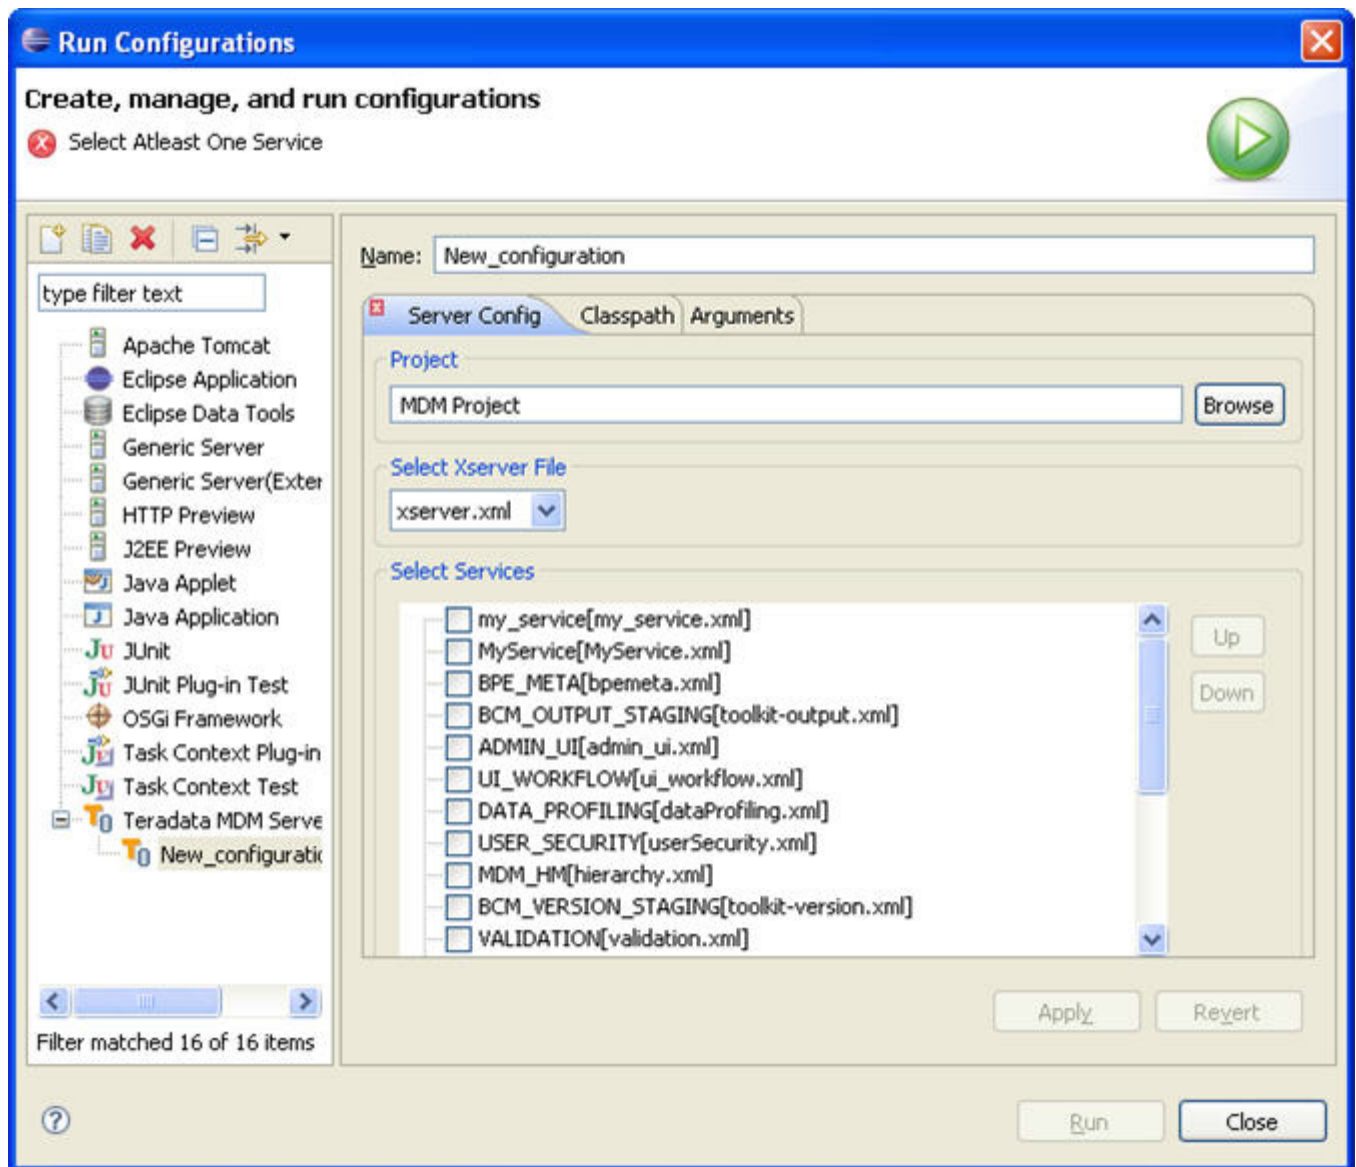 Run Configurations
Create, manage, and run configurations
Select Atleast One Service
type filter text
Apache Tomcat
Eclipse Application
Eclipse Data Tools
Generic Server
Generic Server(Exter
HTTP Preview
J2EE Preview
Java Applet
Java Application
JUnit
JUnit Plug-in Test
OSGi Framework
Task Context Plug-in
Task Context Test
Teradata MDM Serve
New_configuratic
Filter matched 16 of 16 items
Name: New_configuration
Server Config Classpath Arguments
Project
MDM Project Browse
Select Xserver File
xserver.xml
Select Services
my_service[my_service.xml]
MyService[MyService.xml]
BPE_META[bpemeta.xml]
BCM_OUTPUT_STAGING[toolkit-output.xml]
ADMIN_UI[admin_ui.xml]
UI_WORKFLOW[ui_workflow.xml]
DATA_PROFILING[dataProfiling.xml]
USER_SECURITY[userSecurity.xml]
MDM_HM[hierarchy.xml]
BCM_VERSION_STAGING[toolkit-version.xml]
VALIDATION[validation.xml]
Up
Down
Apply Revert
Run Close